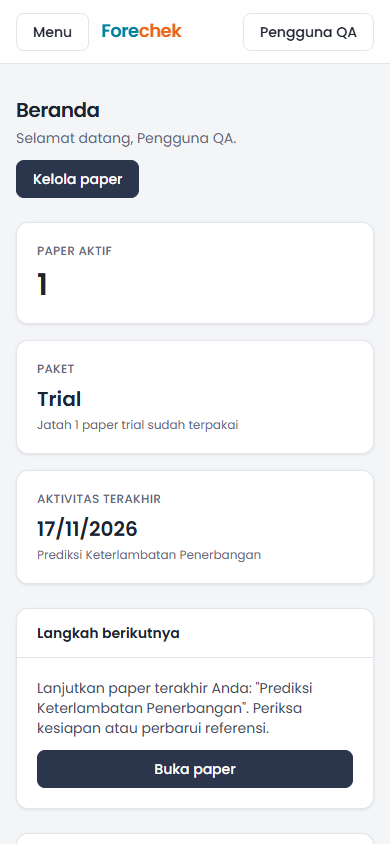 Menu
Forechek
Pengguna QA
Beranda
Selamat datang, Pengguna QA.
Kelola paper
PAPER AKTIF
1
PAKET
Trial
Jatah 1 paper trial sudah terpakai
AKTIVITAS TERAKHIR
17/11/2026
Prediksi Keterlambatan Penerbangan
Langkah berikutnya
Lanjutkan paper terakhir Anda: "Prediksi
Keterlambatan Penerbangan". Periksa
kesiapan atau perbarui referensi.
Buka paper